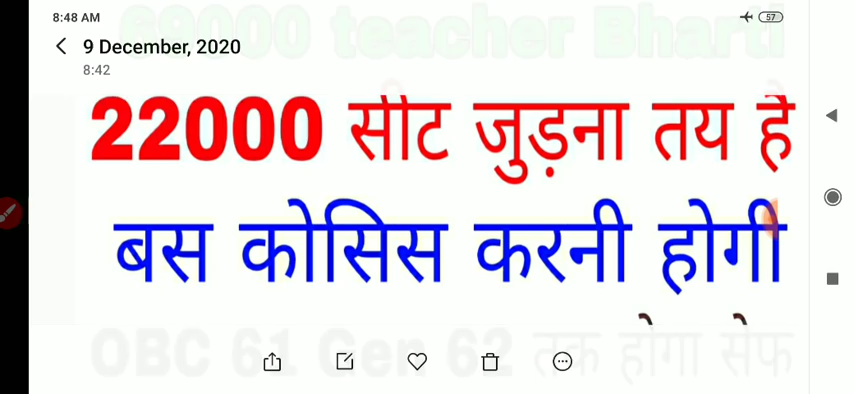 8:48 AM
57
69000 teacher Bharti
9 December, 2020
8:42
22000 सीट जुड़ना तय है
बस कोसिस करनी होगी
OBC 61 Gen 62 तक होगा सेफ